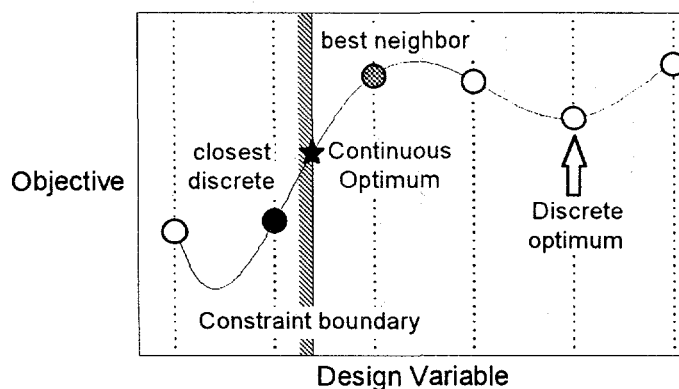 best neighbor
closest
discrete
Continuous
Optimum
Objective
Discrete
optimum
Constraint boundary
Design Variable